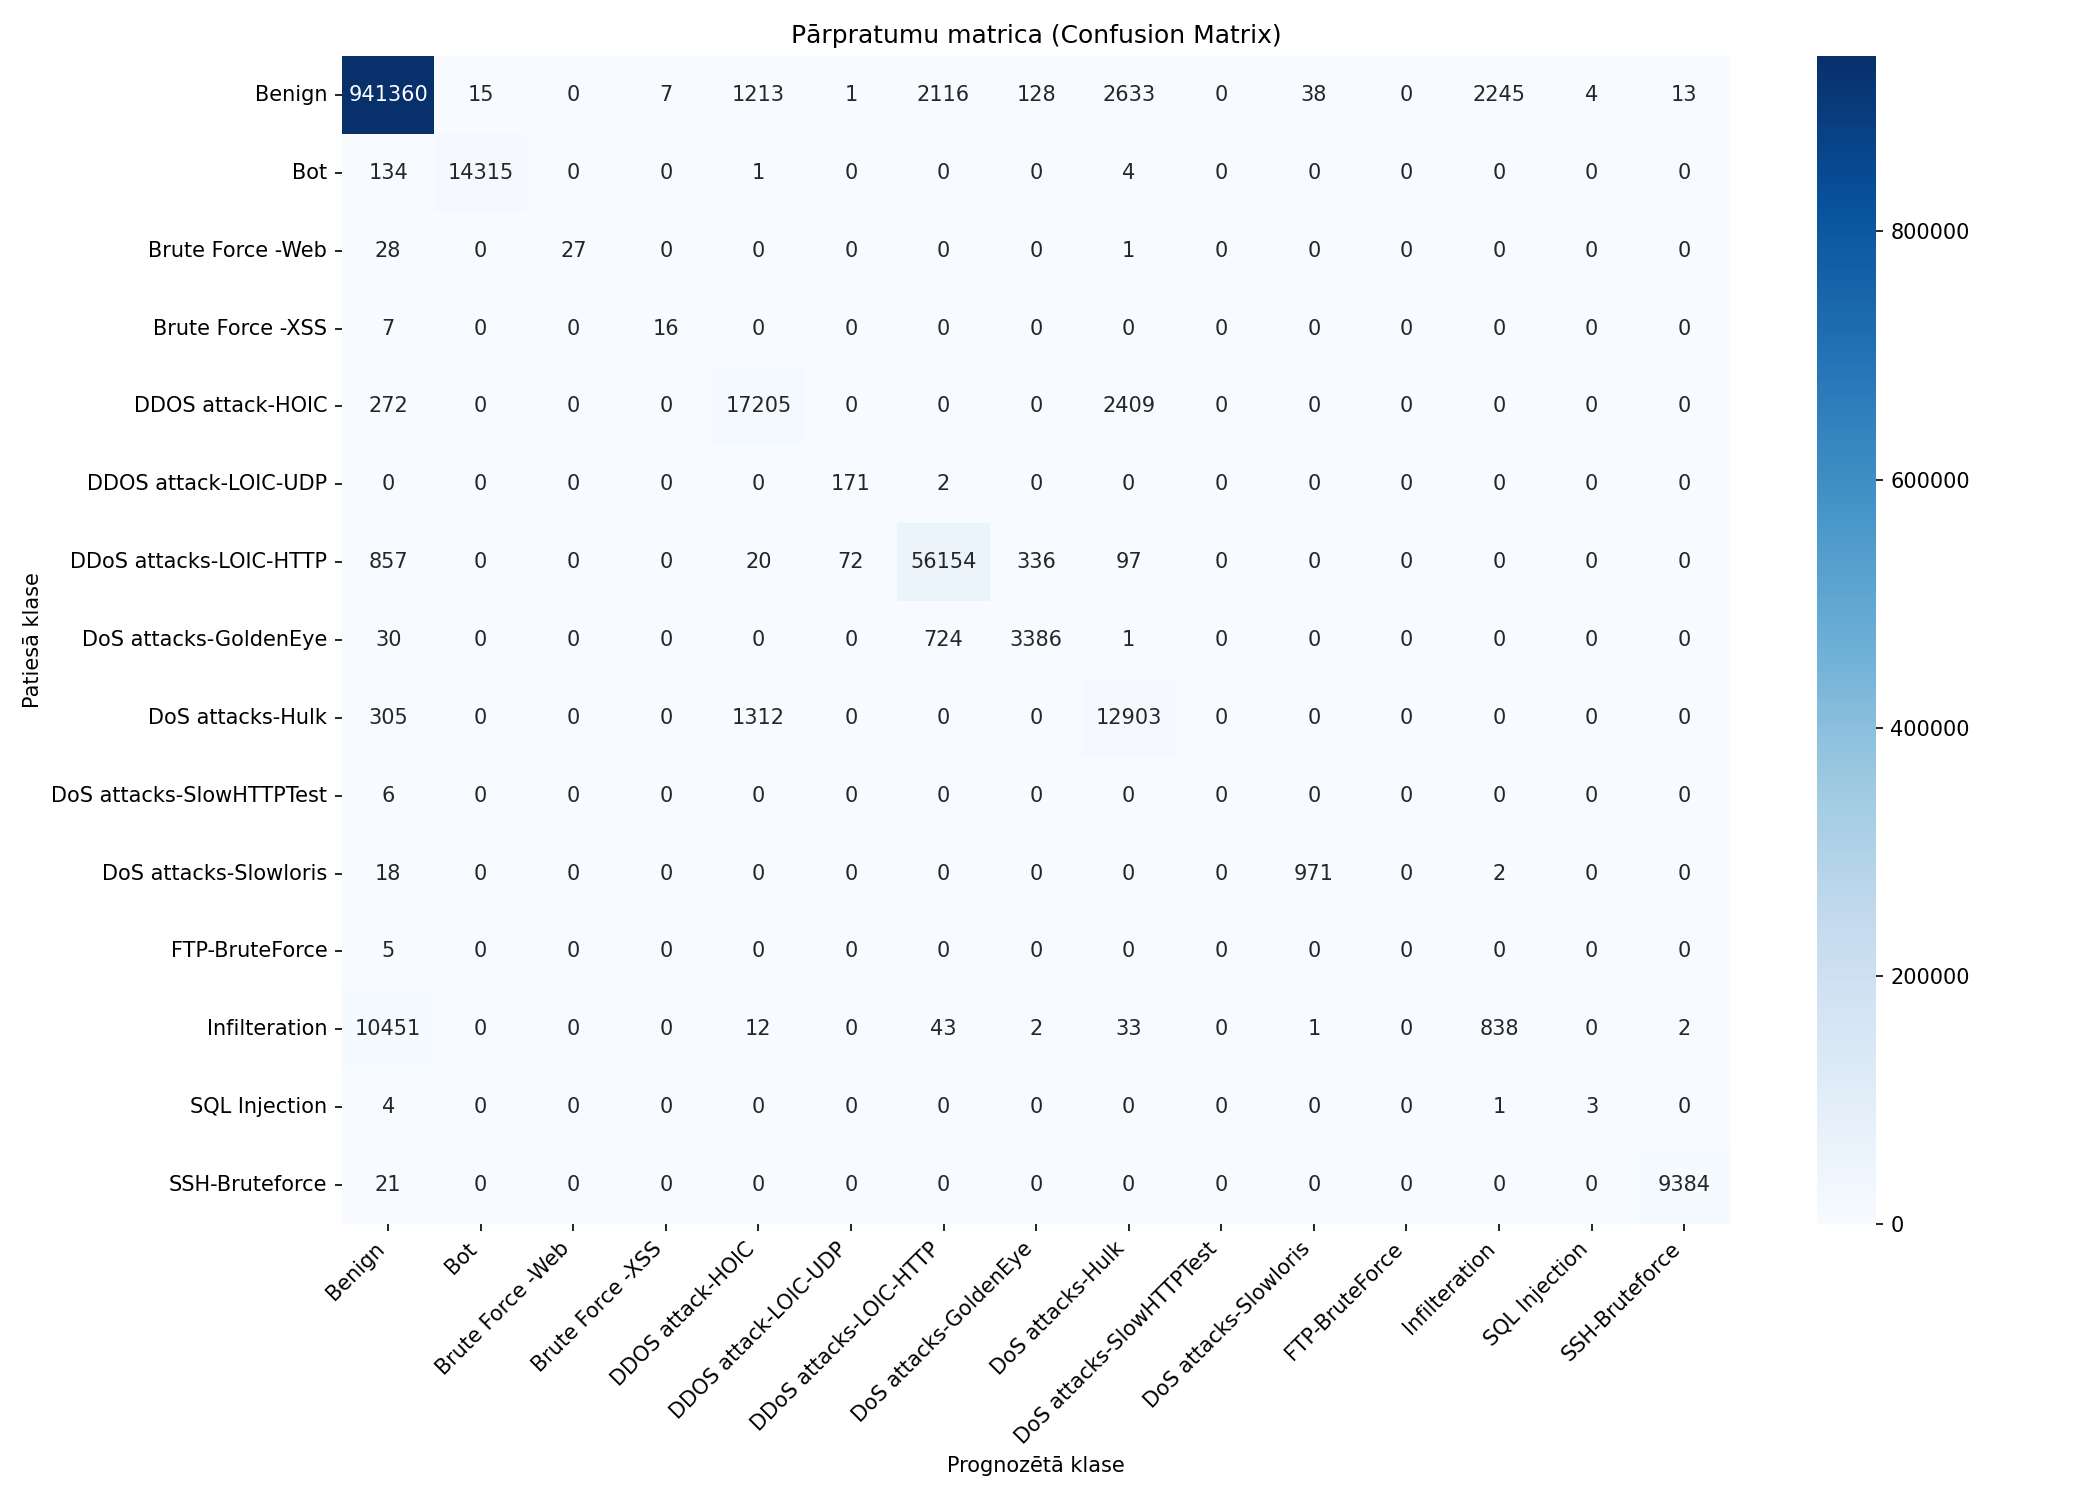 Pārpratumu matrica (Confusion Matrix)
Patiesā klase
Benign 941360 15 0 7 1213 1 2116 128 2633 0 38 0 2245 4 13
Bot 134 14315 0 0 1 0 0 0 4 0 0 0 0 0 0
Brute Force -Web 28 0 27 0 0 0 0 0 1 0 0 0 0 0 0
Brute Force -XSS 7 0 0 16 0 0 0 0 0 0 0 0 0 0 0
DDOS attack-HOIC 272 0 0 0 17205 0 0 0 2409 0 0 0 0 0 0
DDOS attack-LOIC-UDP 0 0 0 0 0 171 2 0 0 0 0 0 0 0 0
DDoS attacks-LOIC-HTTP 857 0 0 0 20 72 56154 336 97 0 0 0 0 0 0
DoS attacks-GoldenEye 30 0 0 0 0 0 724 3386 1 0 0 0 0 0 0
DoS attacks-Hulk 305 0 0 0 1312 0 0 0 12903 0 0 0 0 0 0
DoS attacks-SlowHTTPTest 6 0 0 0 0 0 0 0 0 0 0 0 0 0 0
DoS attacks-Slowloris 18 0 0 0 0 0 0 0 0 0 971 0 2 0 0
FTP-BruteForce 5 0 0 0 0 0 0 0 0 0 0 0 0 0 0
Infilteration 10451 0 0 0 12 0 43 2 33 0 1 0 838 0 2
SQL Injection 4 0 0 0 0 0 0 0 0 0 0 0 1 3 0
SSH-Bruteforce 21 0 0 0 0 0 0 0 0 0 0 0 0 0 9384
Benign
Bot
Brute Force -Web
Brute Force -XSS
DDOS attack-HOIC
DDOS attack-LOIC-UDP
DDoS attacks-LOIC-HTTP
DoS attacks-GoldenEye
DoS attacks-Hulk
DoS attacks-SlowHTTPTest
DoS attacks-Slowloris
FTP-BruteForce
Infilteration
SQL Injection
SSH-Bruteforce
Prognozētā klase
800000
600000
400000
200000
0